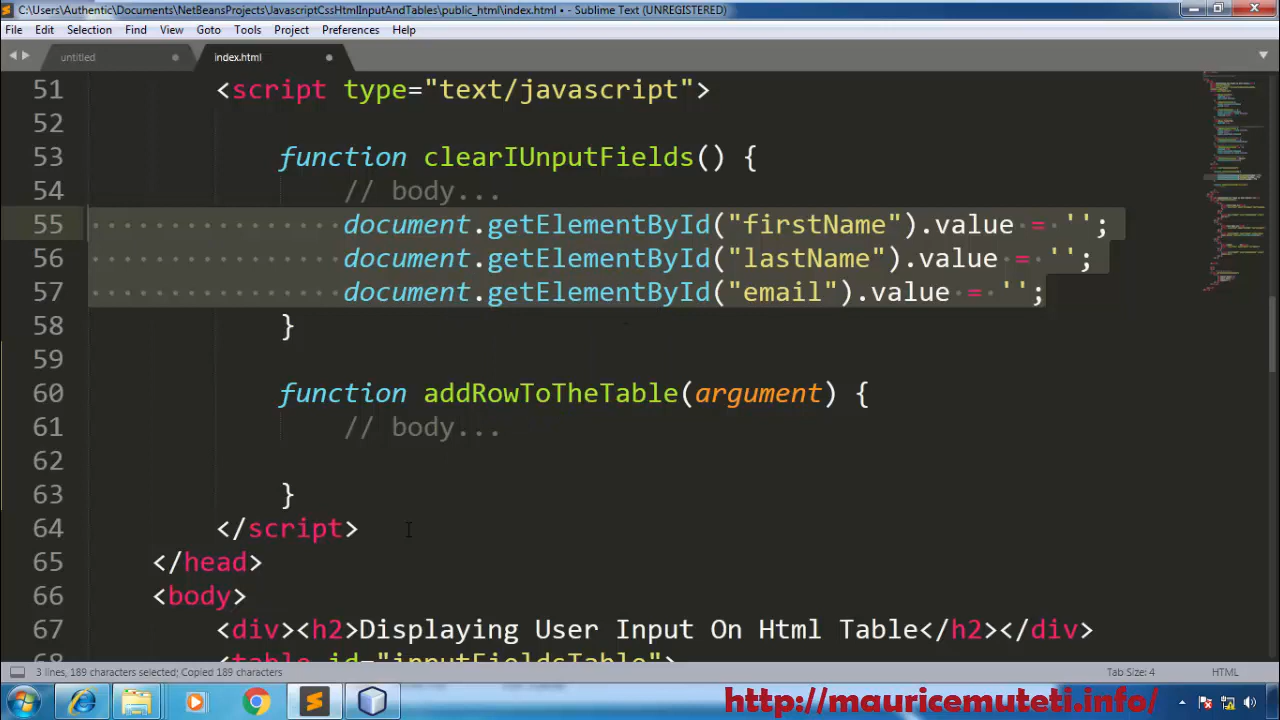 C:\Users\Authentic\Documents\NetBeansProjects\JavascriptCssHtmlInputAndTables\public_html\index.html • - Sublime Text (UNREGISTERED)
File Edit Selection Find View Goto Tools Project Preferences Help
untitled index.html
51 <script type="text/javascript">
52
53 function clearIUnputFields() {
54 // body...
55 document.getElementById("firstName").value = '';
56 document.getElementById("lastName").value = '';
57 document.getElementById("email").value = '';
58 }
59
60 function addRowToTheTable(argument) {
61 // body...
62
63 }
64 </script>
65 </head>
66 <body>
67 <div><h2>Displaying User Input On Html Table</h2></div>
68 <table id="inputFieldsTable">
3 lines, 189 characters selected; Copied 189 characters Tab Size: 4 HTML
http://mauricemuteti.info/